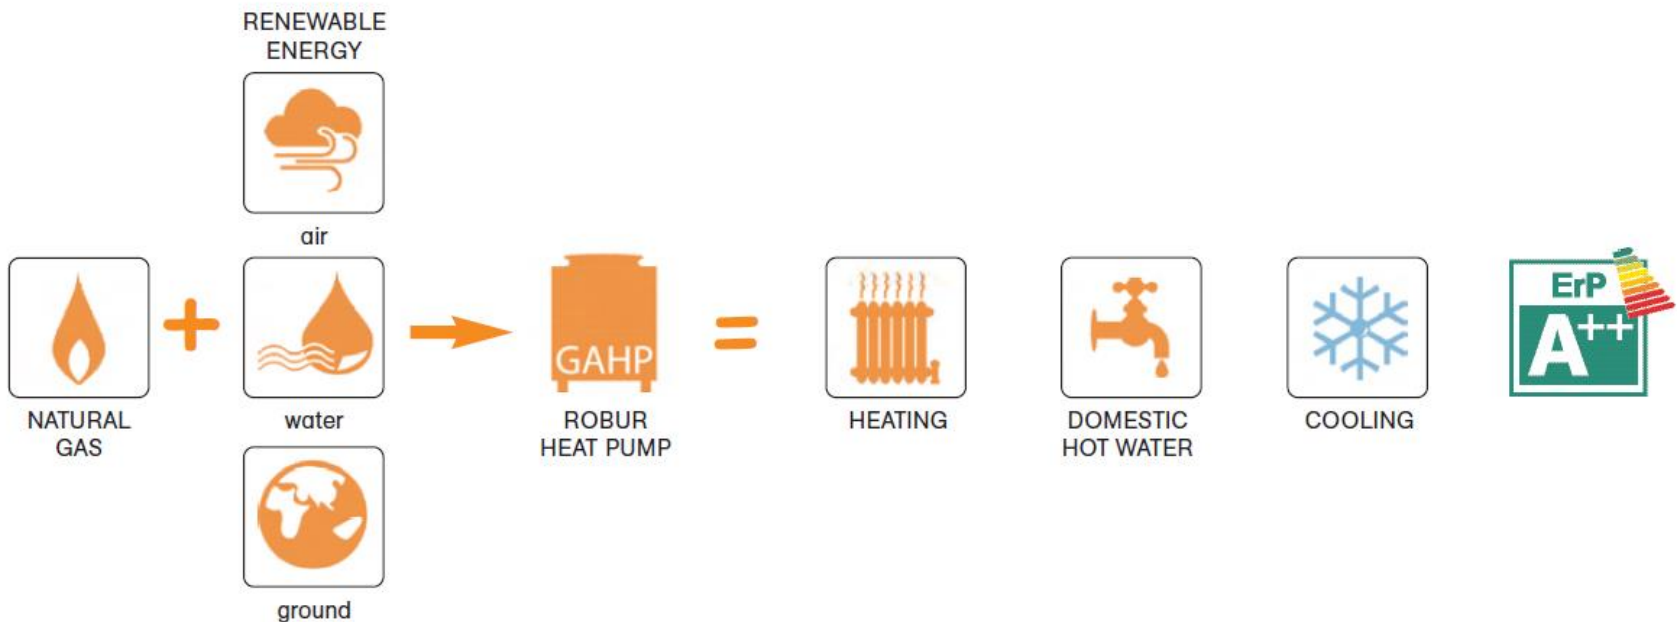 RENEWABLE
ENERGY
air
NATURAL
GAS
water
ground
GAHP
ROBUR
HEAT PUMP
HEATING
DOMESTIC
HOT WATER
COOLING
ErP
A++